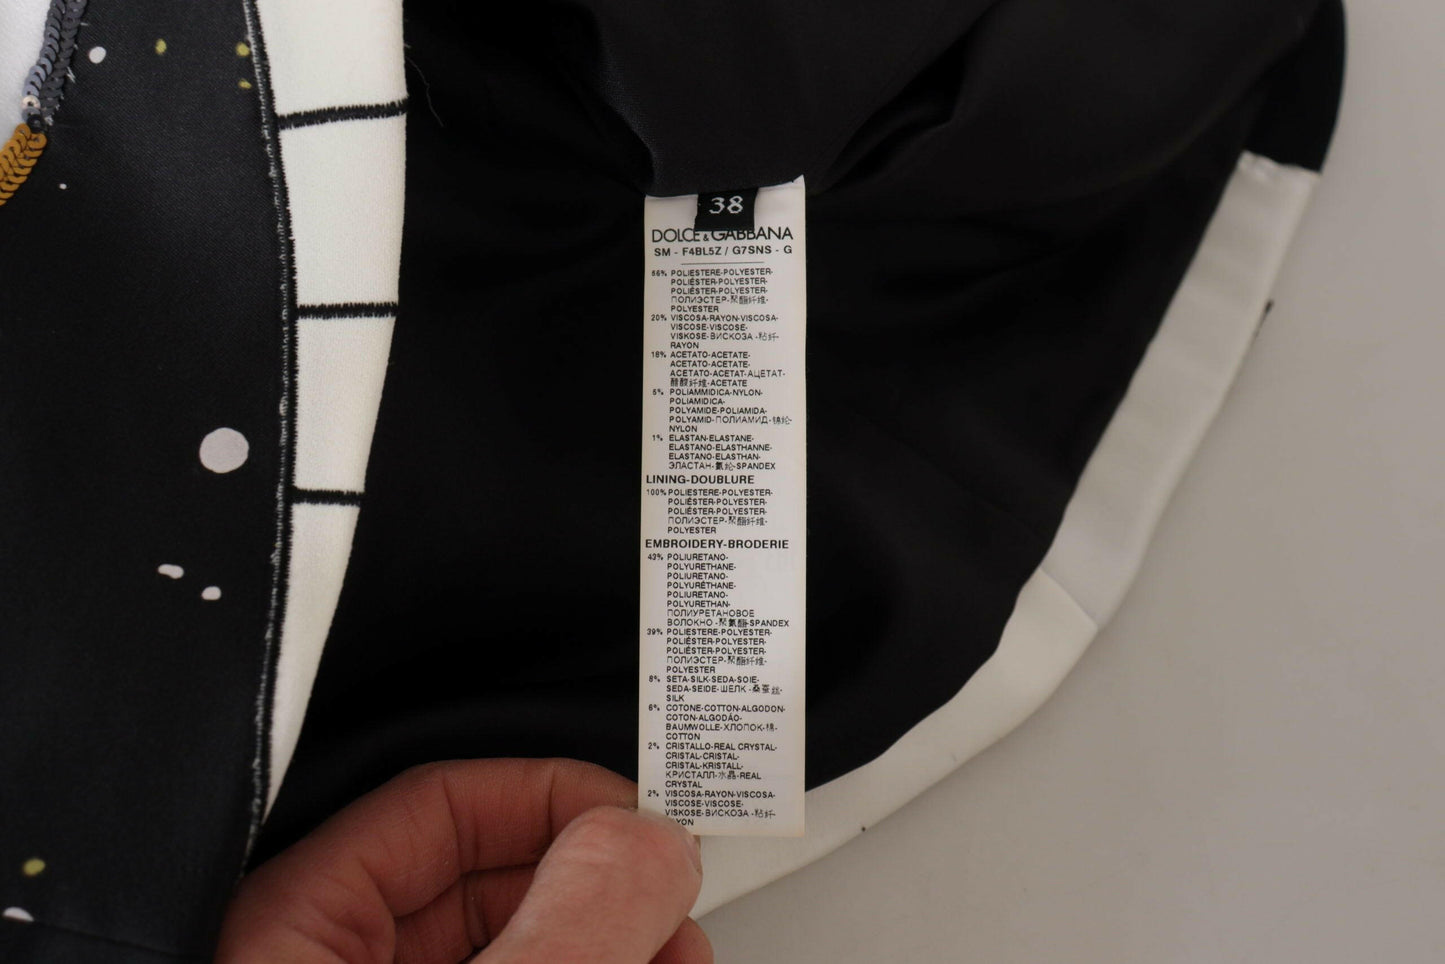 38
DOLCE & GABBANA
SM - F4BL5Z / G7SNS - G
56% POLIESTERE-POLYESTER-
POLIÉSTER-POLYESTER-
POLIÉSTER-POLYESTER-
ПОЛИЭСТЕР-聚酯纤维-
POLYESTER
20% VISCOSA-RAYON-VISCOSA-
VISCOSE-VISCOSE-
VISKOSE-ВИСКОЗА -粘纤-
RAYON
18% ACETATO-ACETATE-
ACETATO-ACETATE-
ACETATO-ACETAT-АЦЕТАТ-
醋酸纤维-ACETATE
5% POLIAMMIDICA-NYLON-
POLIAMIDICA-
POLYAMIDE-POLIAMIDA-
POLYAMID-ПОЛИАМИД-锦纶-
NYLON
1% ELASTAN-ELASTANE-
ELASTANO-ELASTHANNE-
ELASTANO-ELASTHAN-
ЭЛАСТАН-氨纶-SPANDEX
LINING-DOUBLURE
100% POLIESTERE-POLYESTER-
POLIÉSTER-POLYESTER-
POLIÉSTER-POLYESTER-
ПОЛИЭСТЕР-聚酯纤维-
POLYESTER
EMBROIDERY-BRODERIE
43% POLIURETANO-
POLYURETHANE-
POLIURETANO-
POLYURÉTHANE-
POLIURETANO-
POLYURETHAN-
ПОЛИУРЕТАНОВОЕ
ВОЛОКНО -聚氨酯-SPANDEX
39% POLIESTERE-POLYESTER-
POLIÉSTER-POLYESTER-
POLIÉSTER-POLYESTER-
ПОЛИЭСТЕР-聚酯纤维-
POLYESTER
8% SETA-SILK-SEDA-SOIE-
SEDA-SEIDE-ШЕЛК -桑蚕丝-
SILK
6% COTONE-COTTON-ALGODON-
COTON-ALGODÃO-
BAUMWOLLE-ХЛОПОК-棉-
COTTON
2% CRISTALLO-REAL CRYSTAL-
CRISTAL-CRISTAL-
CRISTAL-KRISTALL-
КРИСТАЛЛ-水晶-REAL
CRYSTAL
2% VISCOSA-RAYON-VISCOSA-
VISCOSE-VISCOSE-
VISKOSE-ВИСКОЗА -粘纤-
YON